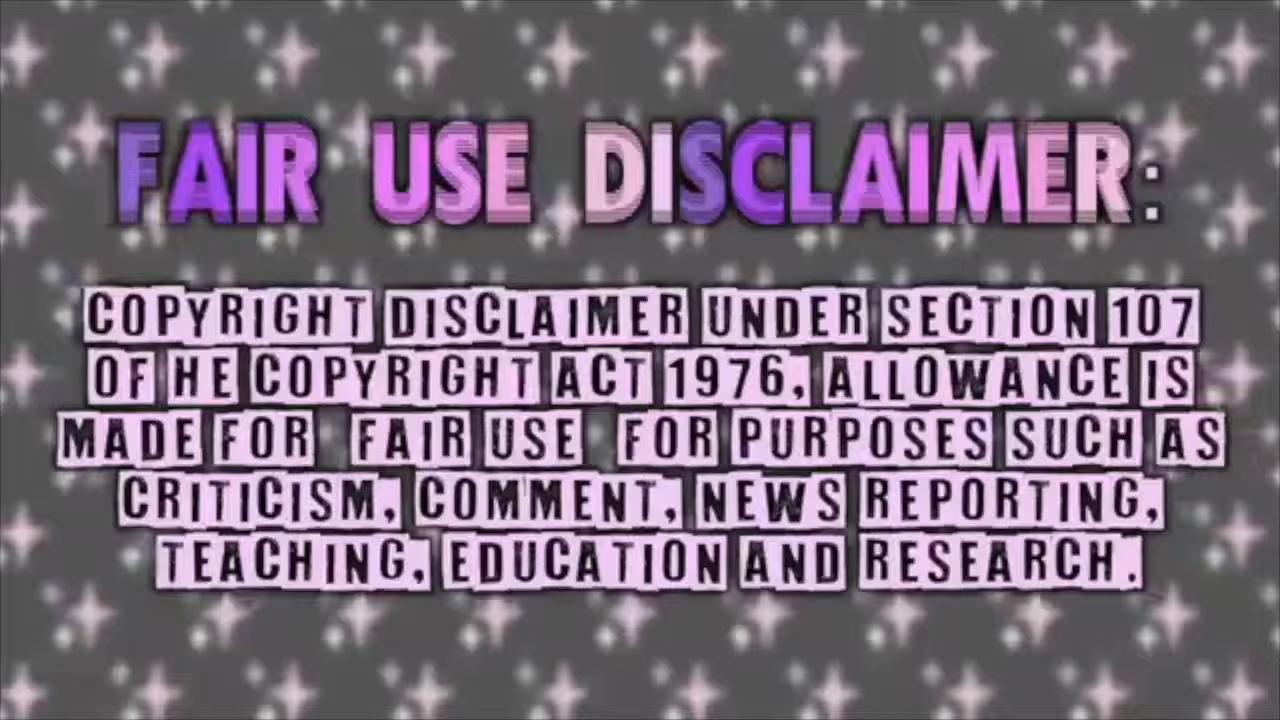 FAIR USE DISCLAIMER:
COPYRIGHT DISCLAIMER UNDER SECTION 107
OF HE COPYRIGHT ACT 1976, ALLOWANCE IS
MADE FOR FAIR USE FOR PURPOSES SUCH AS
CRITICISM, COMMENT, NEWS REPORTING,
TEACHING, EDUCATION AND RESEARCH.